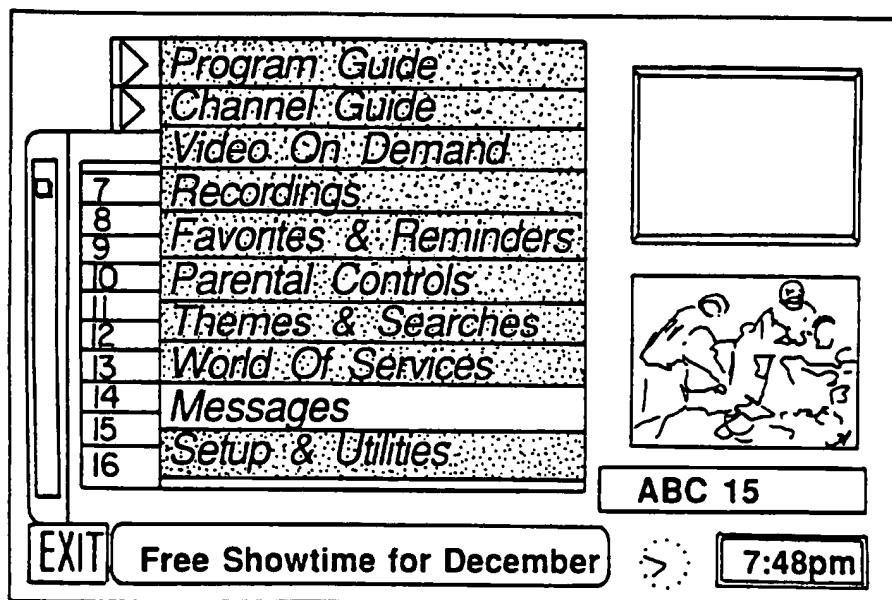 Program Guide
Channel Guide
Video On Demand
7
Recordings
8
Favorites & Reminders
9
10
Parental Controls
11
Themes & Searches
12
13
World Of Services
14
Messages
15
Setup & Utilities
16
ABC 15
EXIT
Free Showtime for December
7:48pm